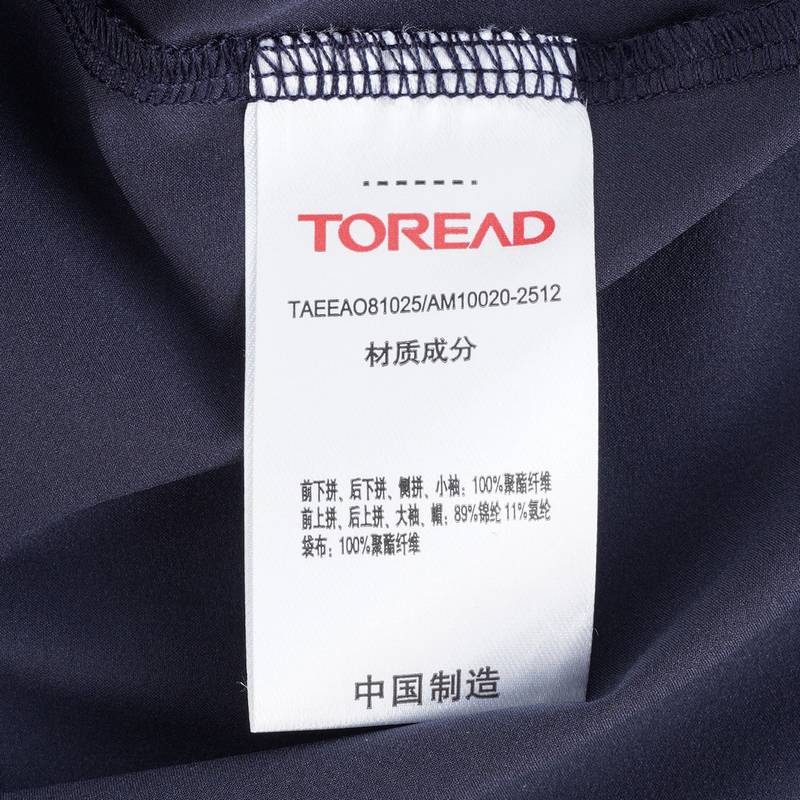 TOREAD
TAEEAO81025/AM10020-2512
材质成分
前下拼、后下拼、侧拼、小袖：100%聚酯纤维
前上拼、后上拼、大袖、帽：89%锦纶 11%氨纶
袋布：100%聚酯纤维
中国制造